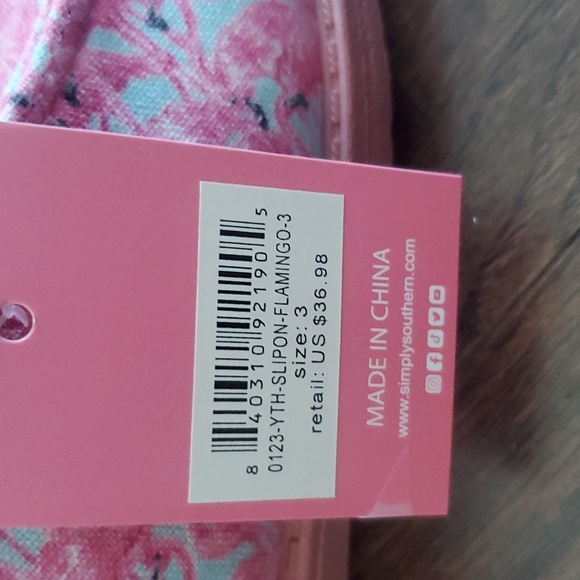 8 40310 92190 5
0123-YTH-SLIPON-FLAMINGO-3
size: 3
retail: US $36.98
MADE IN CHINA
www.simplysouthern.com